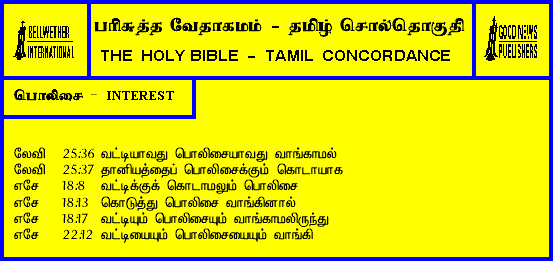 BELLWETHER
INTERNATIONAL
பரிசுத்த வேதாகமம் - தமிழ் சொல்தொகுதி
THE HOLY BIBLE - TAMIL CONCORDANCE
GOOD NEWS
PUBLISHERS
பொலிசை - INTEREST
லேவி 25:36 வட்டியாவது பொலிசையாவது வாங்காமல்
லேவி 25:37 தானியத்தைப் பொலிசைக்கும் கொடாயாக
எசே 18:8 வட்டிக்குக் கொடாமலும் பொலிசை
எசே 18:13 கொடுத்து பொலிசை வாங்கினால்
எசே 18:17 வட்டியும் பொலிசையும் வாங்காமலிருந்து
எசே 22:12 வட்டியையும் பொலிசையையும் வாங்கி